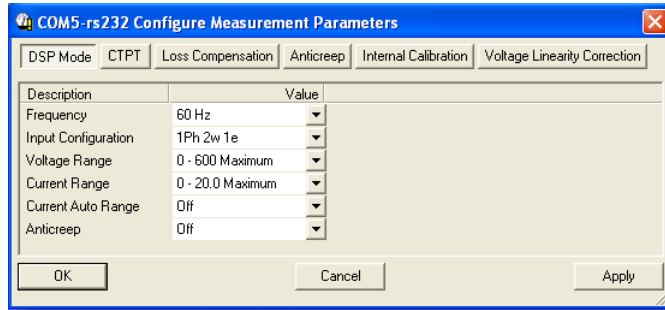 COM5-rs232 Configure Measurement Parameters
DSP Mode CTPT Loss Compensation Anticreep Internal Calibration Voltage Linearity Correction
Description Value
Frequency 60 Hz
Input Configuration 1Ph 2w 1e
Voltage Range 0 - 600 Maximum
Current Range 0 - 20.0 Maximum
Current Auto Range Off
Anticreep Off
OK Cancel Apply